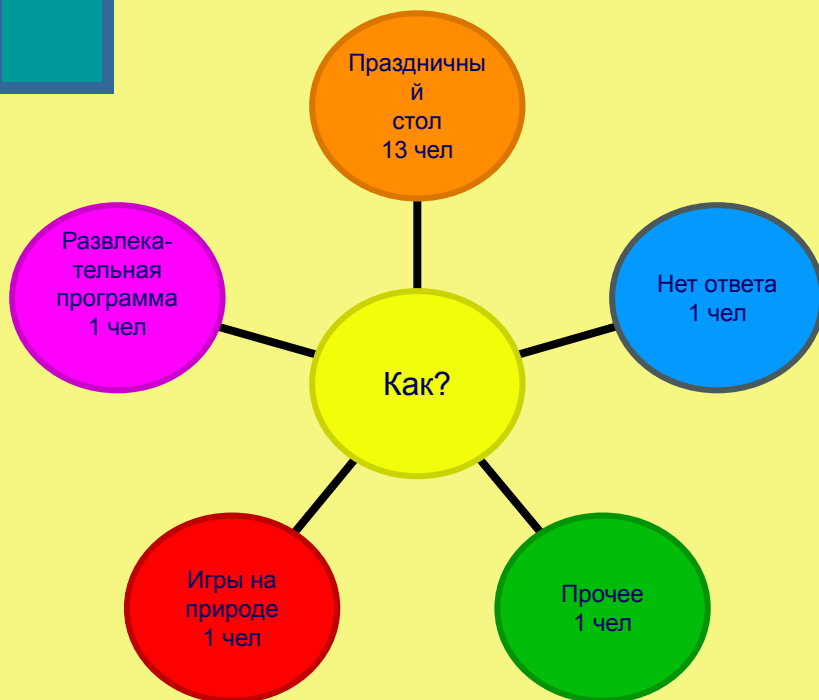 Праздничны
й
стол
13 чел
Развлека-
тельная
программа
1 чел
Нет ответа
1 чел
Как?
Игры на
природе
1 чел
Прочее
1 чел